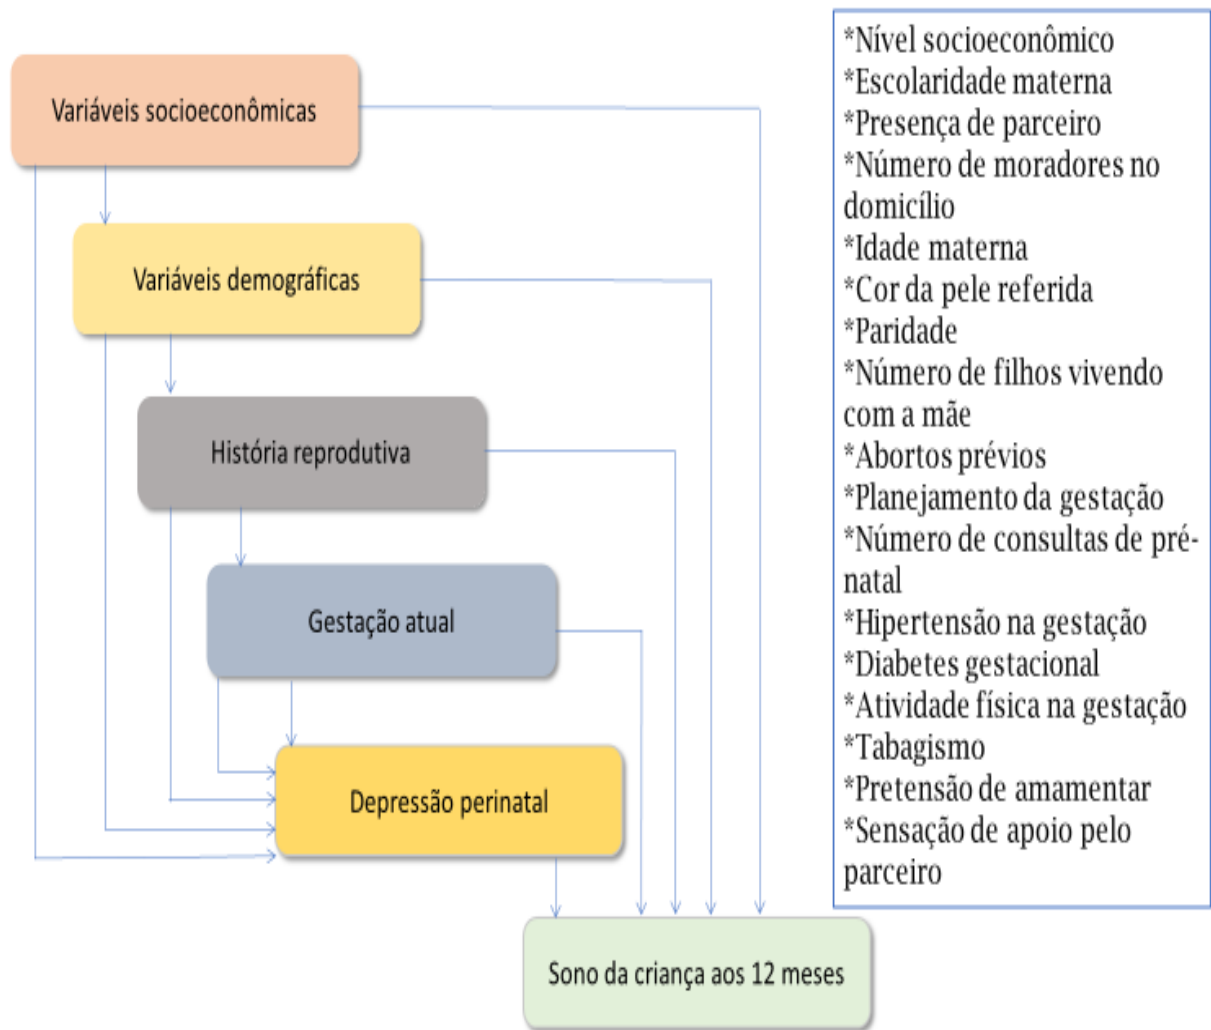 Variáveis socioeconômicas
Variáveis demográficas
História reprodutiva
Gestação atual
Depressão perinatal
Sono da criança aos 12 meses
*Nível socioeconômico
*Escolaridade materna
*Presença de parceiro
*Número de moradores no
domicílio
*Idade materna
*Cor da pele referida
*Paridade
*Número de filhos vivendo
com a mãe
*Abortos prévios
*Planejamento da gestação
*Número de consultas de pré-
natal
*Hipertensão na gestação
*Diabetes gestacional
*Atividade física na gestação
*Tabagismo
*Pretensão de amamentar
*Sensação de apoio pelo
parceiro